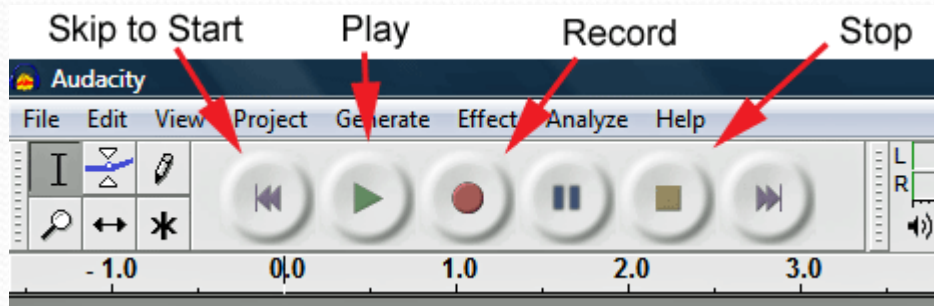 Skip to Start Play Record Stop
Audacity
File Edit View Project Generate Effect Analyze Help
L
R
- 1.0 0.0 1.0 2.0 3.0